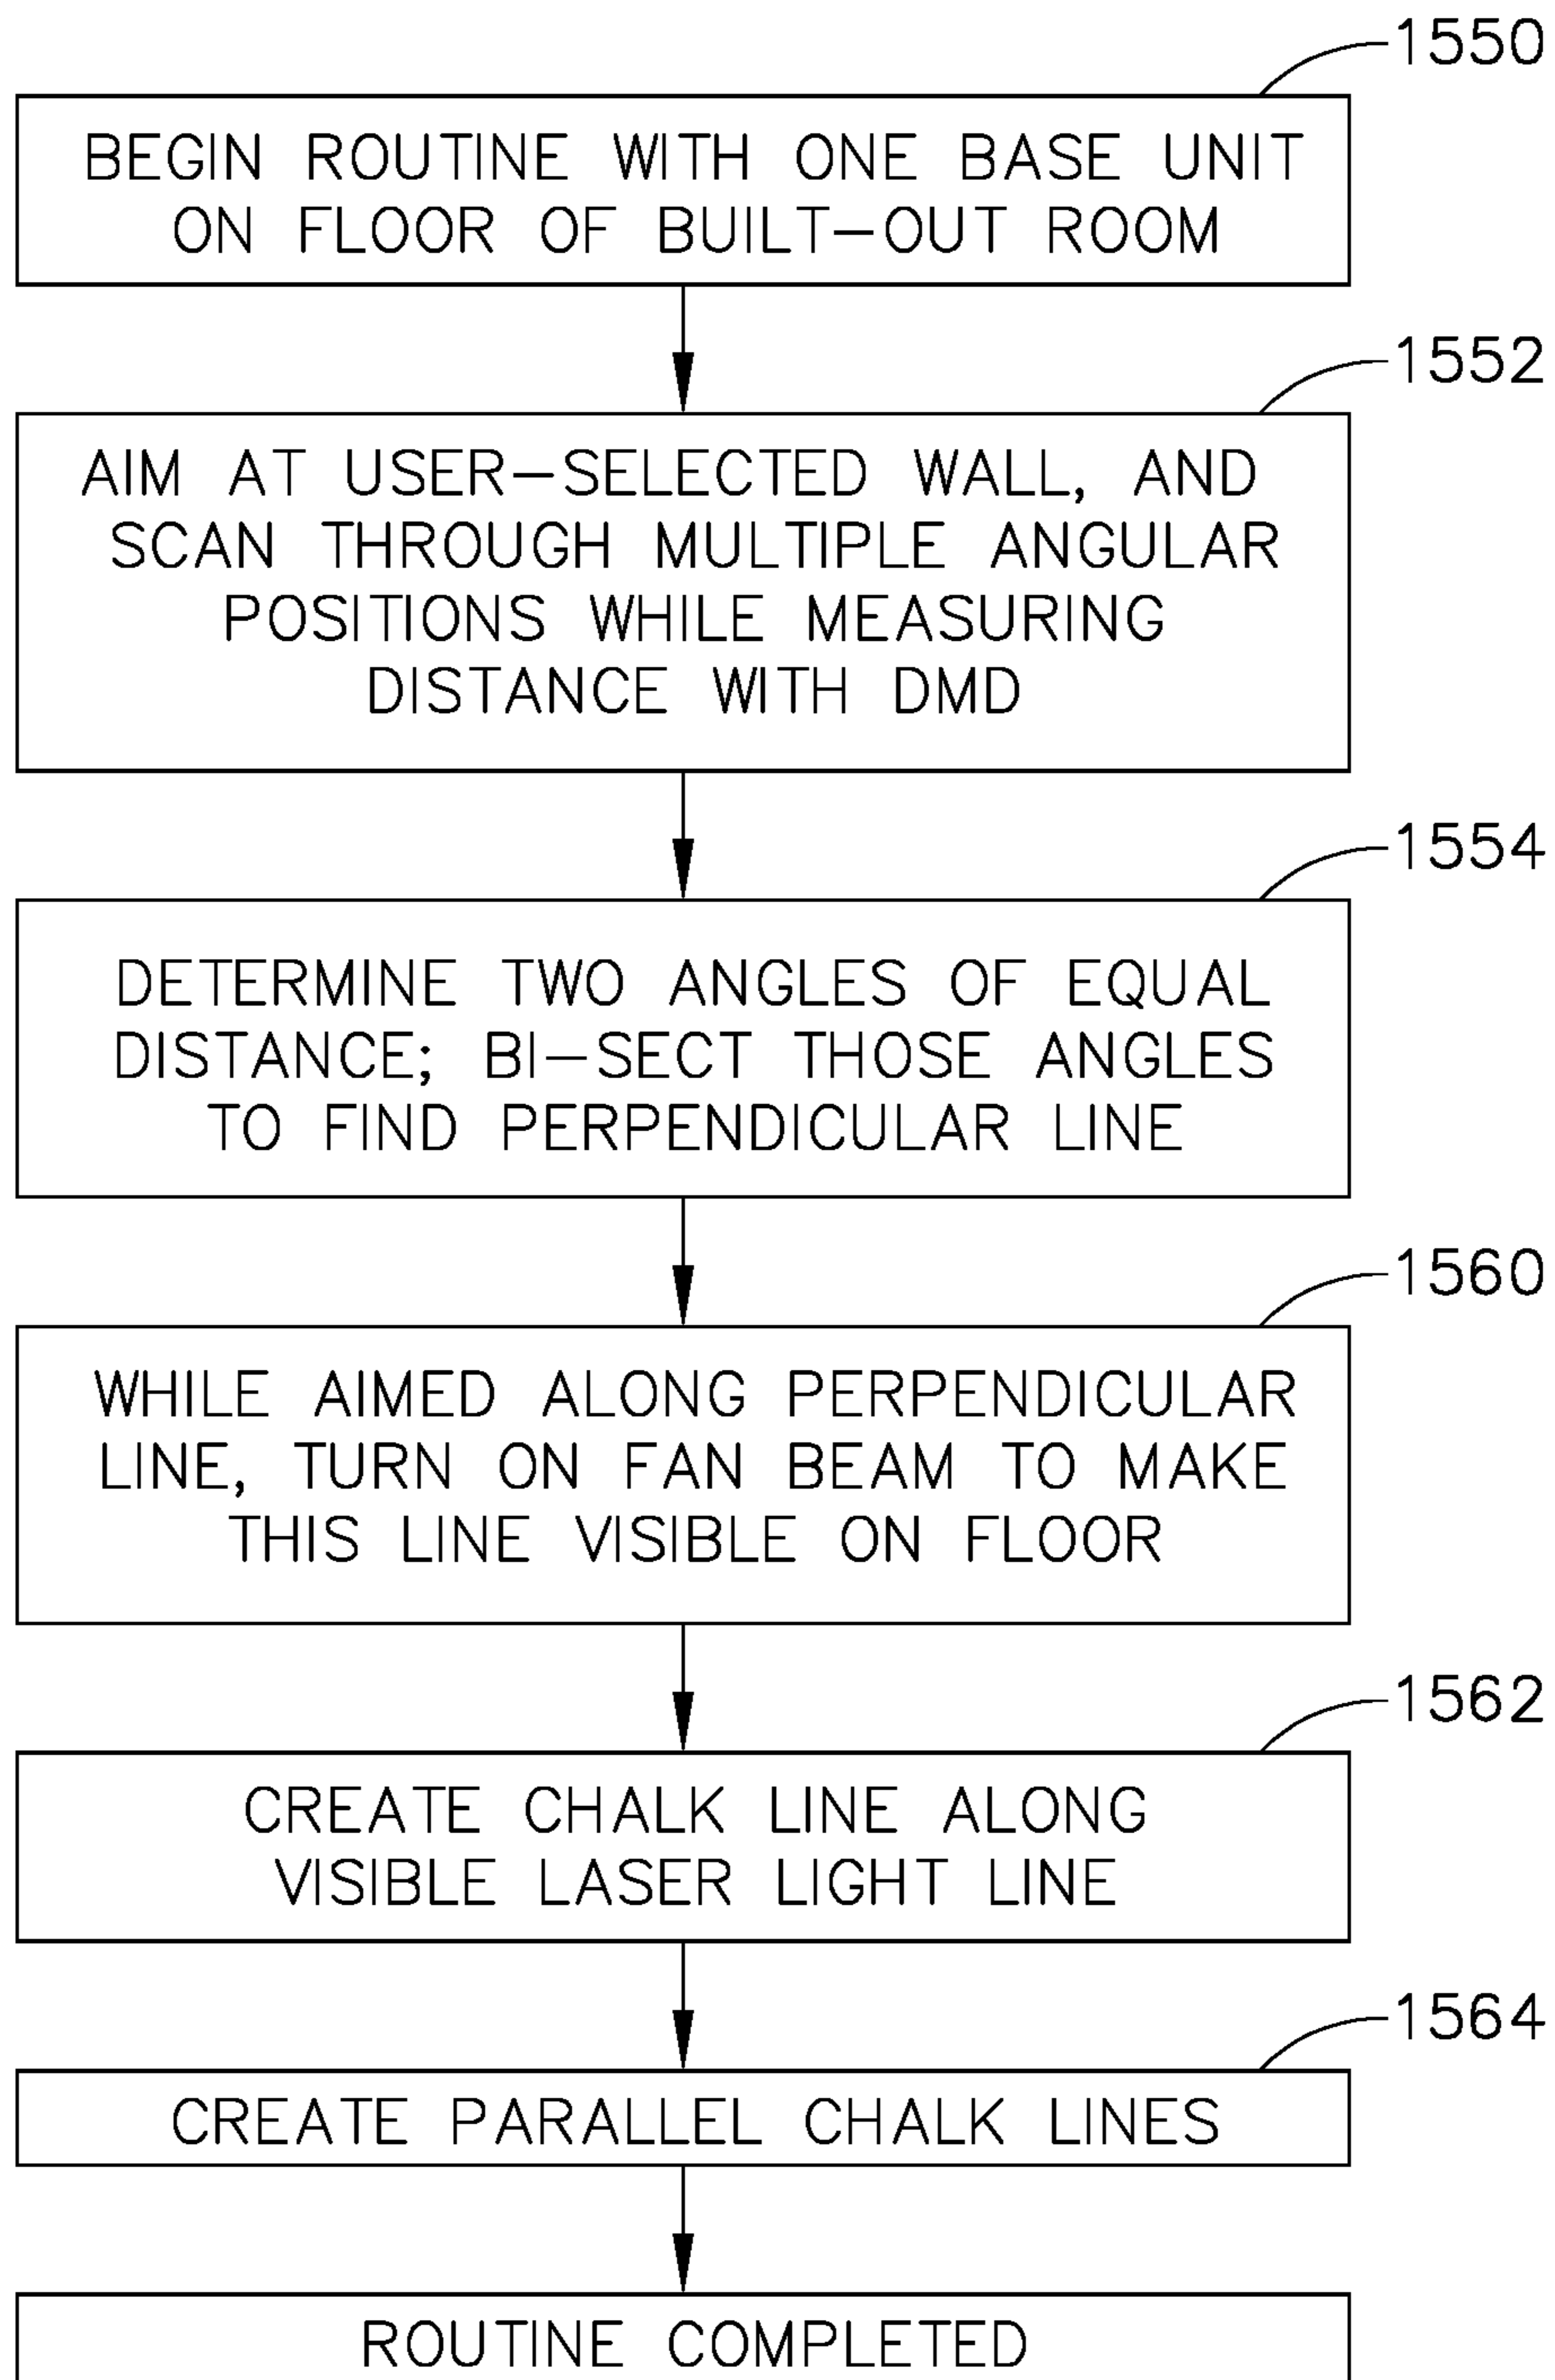 1550
BEGIN ROUTINE WITH ONE BASE UNIT
ON FLOOR OF BUILT-OUT ROOM
1552
AIM AT USER-SELECTED WALL, AND
SCAN THROUGH MULTIPLE ANGULAR
POSITIONS WHILE MEASURING
DISTANCE WITH DMD
1554
DETERMINE TWO ANGLES OF EQUAL
DISTANCE; BI-SECT THOSE ANGLES
TO FIND PERPENDICULAR LINE
1560
WHILE AIMED ALONG PERPENDICULAR
LINE, TURN ON FAN BEAM TO MAKE
THIS LINE VISIBLE ON FLOOR
1562
CREATE CHALK LINE ALONG
VISIBLE LASER LIGHT LINE
1564
CREATE PARALLEL CHALK LINES
ROUTINE COMPLETED